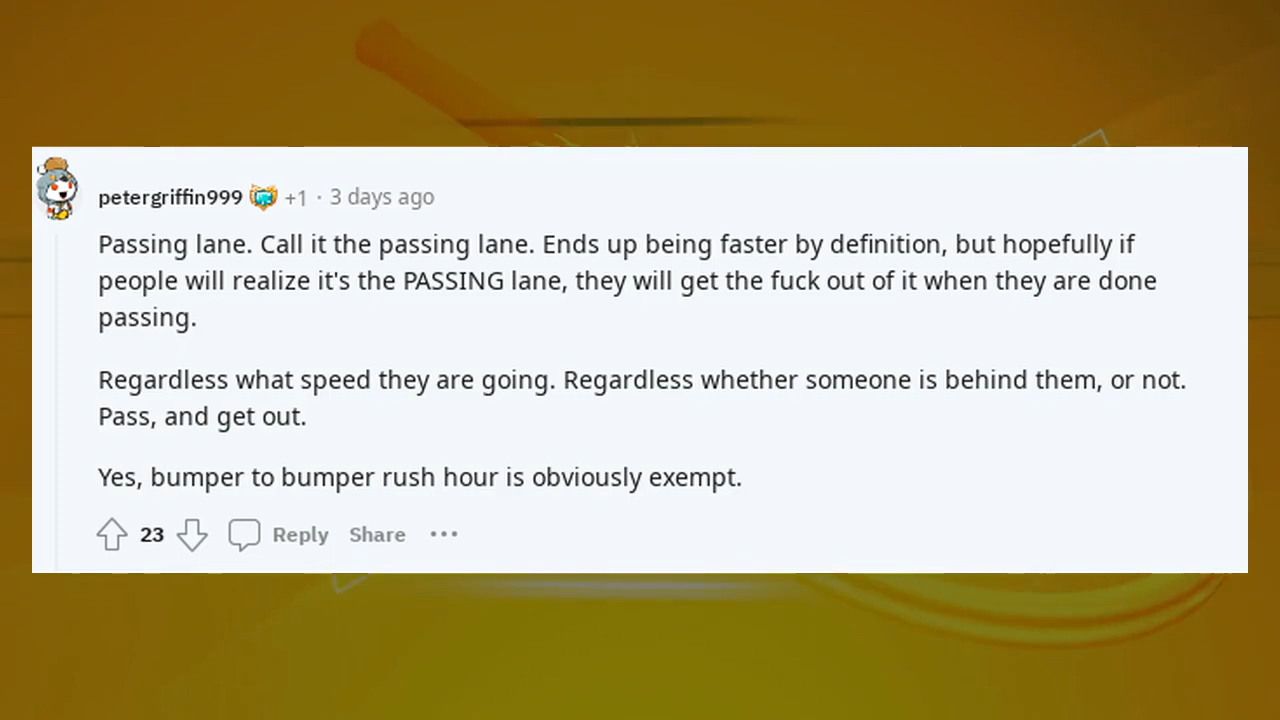 petergriffin999 +1 · 3 days ago
Passing lane. Call it the passing lane. Ends up being faster by definition, but hopefully if
people will realize it's the PASSING lane, they will get the fuck out of it when they are done
passing.
Regardless what speed they are going. Regardless whether someone is behind them, or not.
Pass, and get out.
Yes, bumper to bumper rush hour is obviously exempt.
23 Reply Share ···